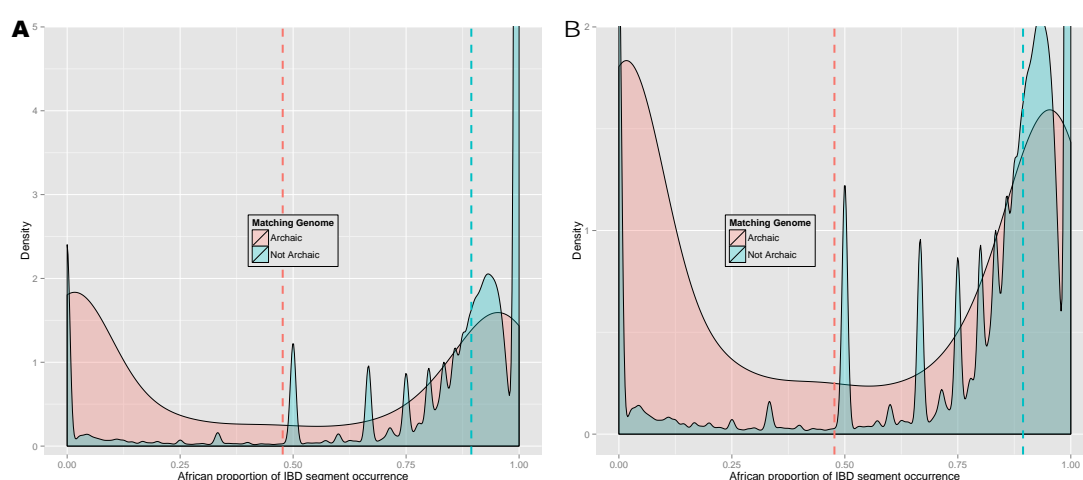 A
5
4
3
2
1
0
Density
Matching Genome
Archaic
Not Archaic
0.00 0.25 0.50 0.75 1.00
African proportion of IBD segment occurrence
B
2
1
0
Density
Matching Genome
Archaic
Not Archaic
0.00 0.25 0.50 0.75 1.00
African proportion of IBD segment occurrence